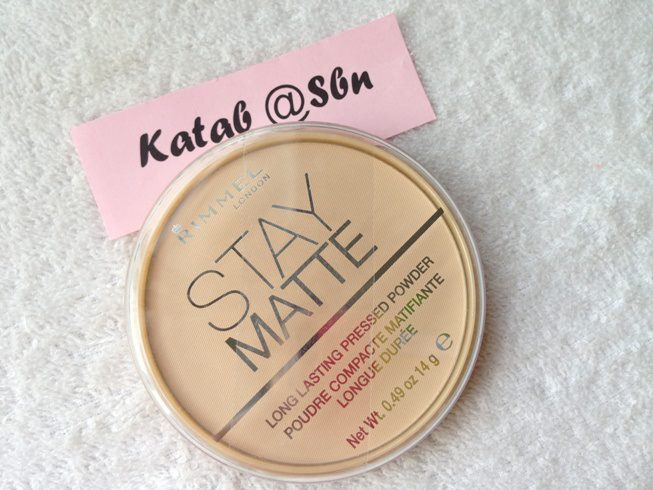 Katab @Sbn
RIMMEL
LONDON
STAY
MATTE
LONG LASTING PRESSED POWDER
POUDRE COMPACTE MATIFIANTE
LONGUE DURÉE
Net Wt. 0.49 oz 14 g ℮